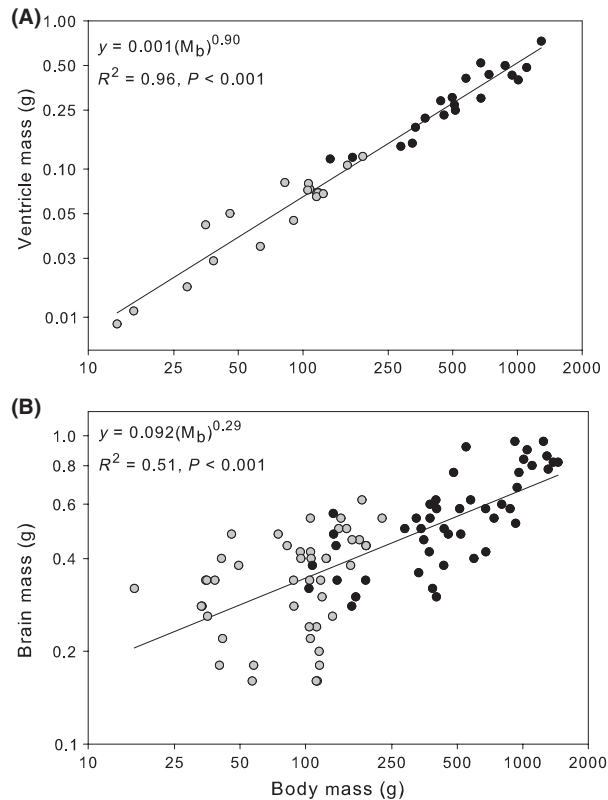 (A)
1.00
0.50
0.25
0.10
0.05
0.03
0.01
Ventricle mass (g)
y = 0.001(M_b)^0.90
R² = 0.96, P < 0.001
10 25 50 100 250 500 1000 2000
(B)
1.0
0.8
0.6
0.4
0.2
0.1
Brain mass (g)
y = 0.092(M_b)^0.29
R² = 0.51, P < 0.001
10 25 50 100 250 500 1000 2000
Body mass (g)